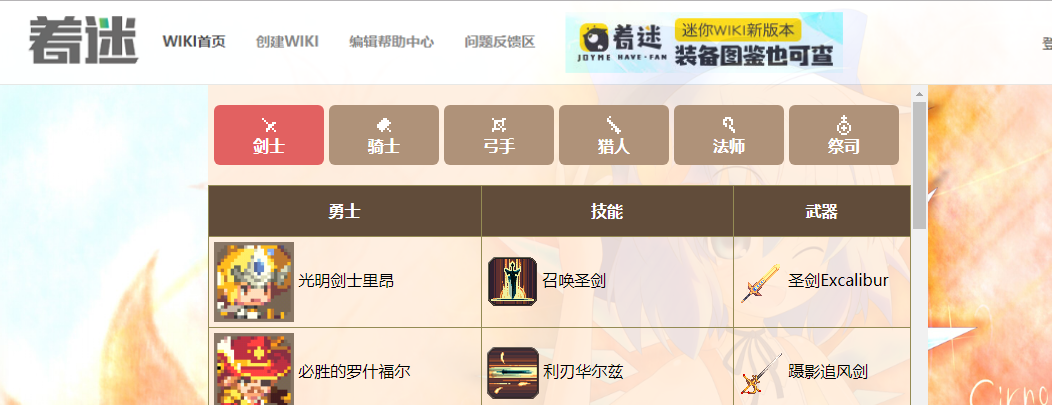 着迷
WIKI首页 创建WIKI 编辑帮助中心 问题反馈区
着迷
JOYME HAVE·FAN
迷你WIKI新版本
装备图鉴也可查
剑士 骑士 弓手 猎人 法师 祭司
勇士 技能 武器
光明剑士里昂 召唤圣剑 圣剑Excalibur
必胜的罗什福尔 利刃华尔兹 蹑影追风剑
Cirno